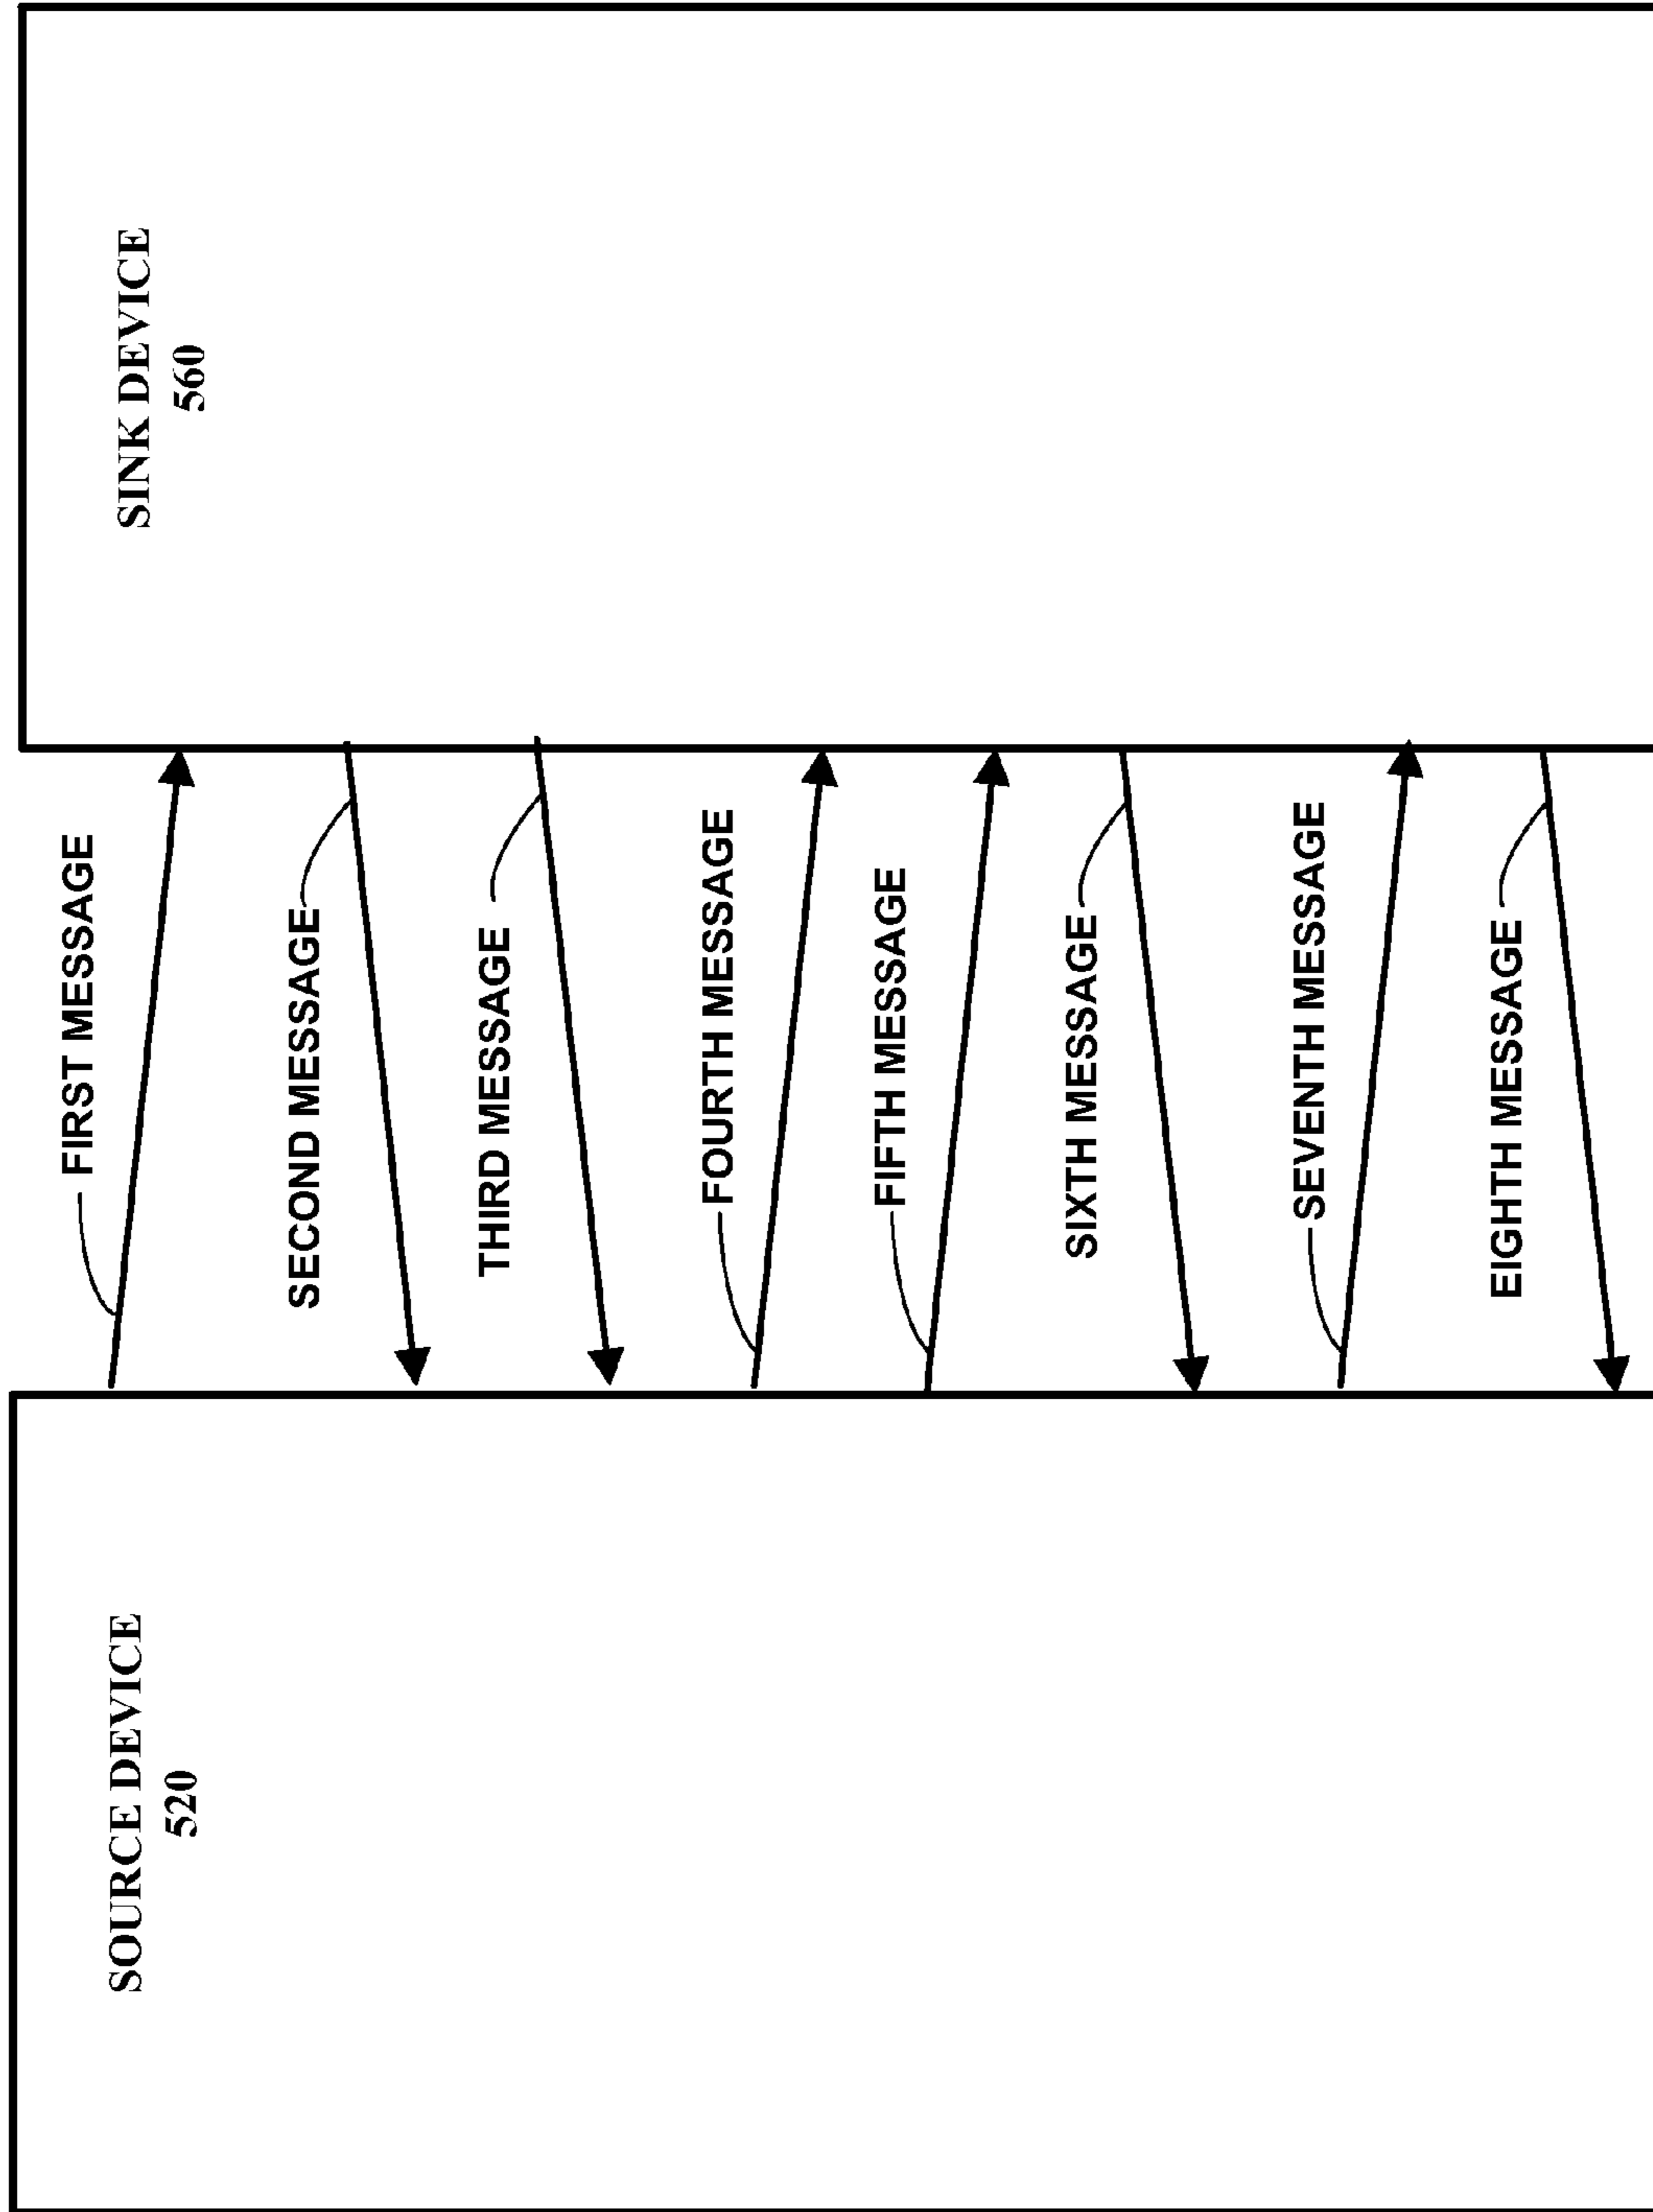 SOURCE DEVICE
520
SINK DEVICE
560
FIRST MESSAGE
SECOND MESSAGE
THIRD MESSAGE
FOURTH MESSAGE
FIFTH MESSAGE
SIXTH MESSAGE
SEVENTH MESSAGE
EIGHTH MESSAGE